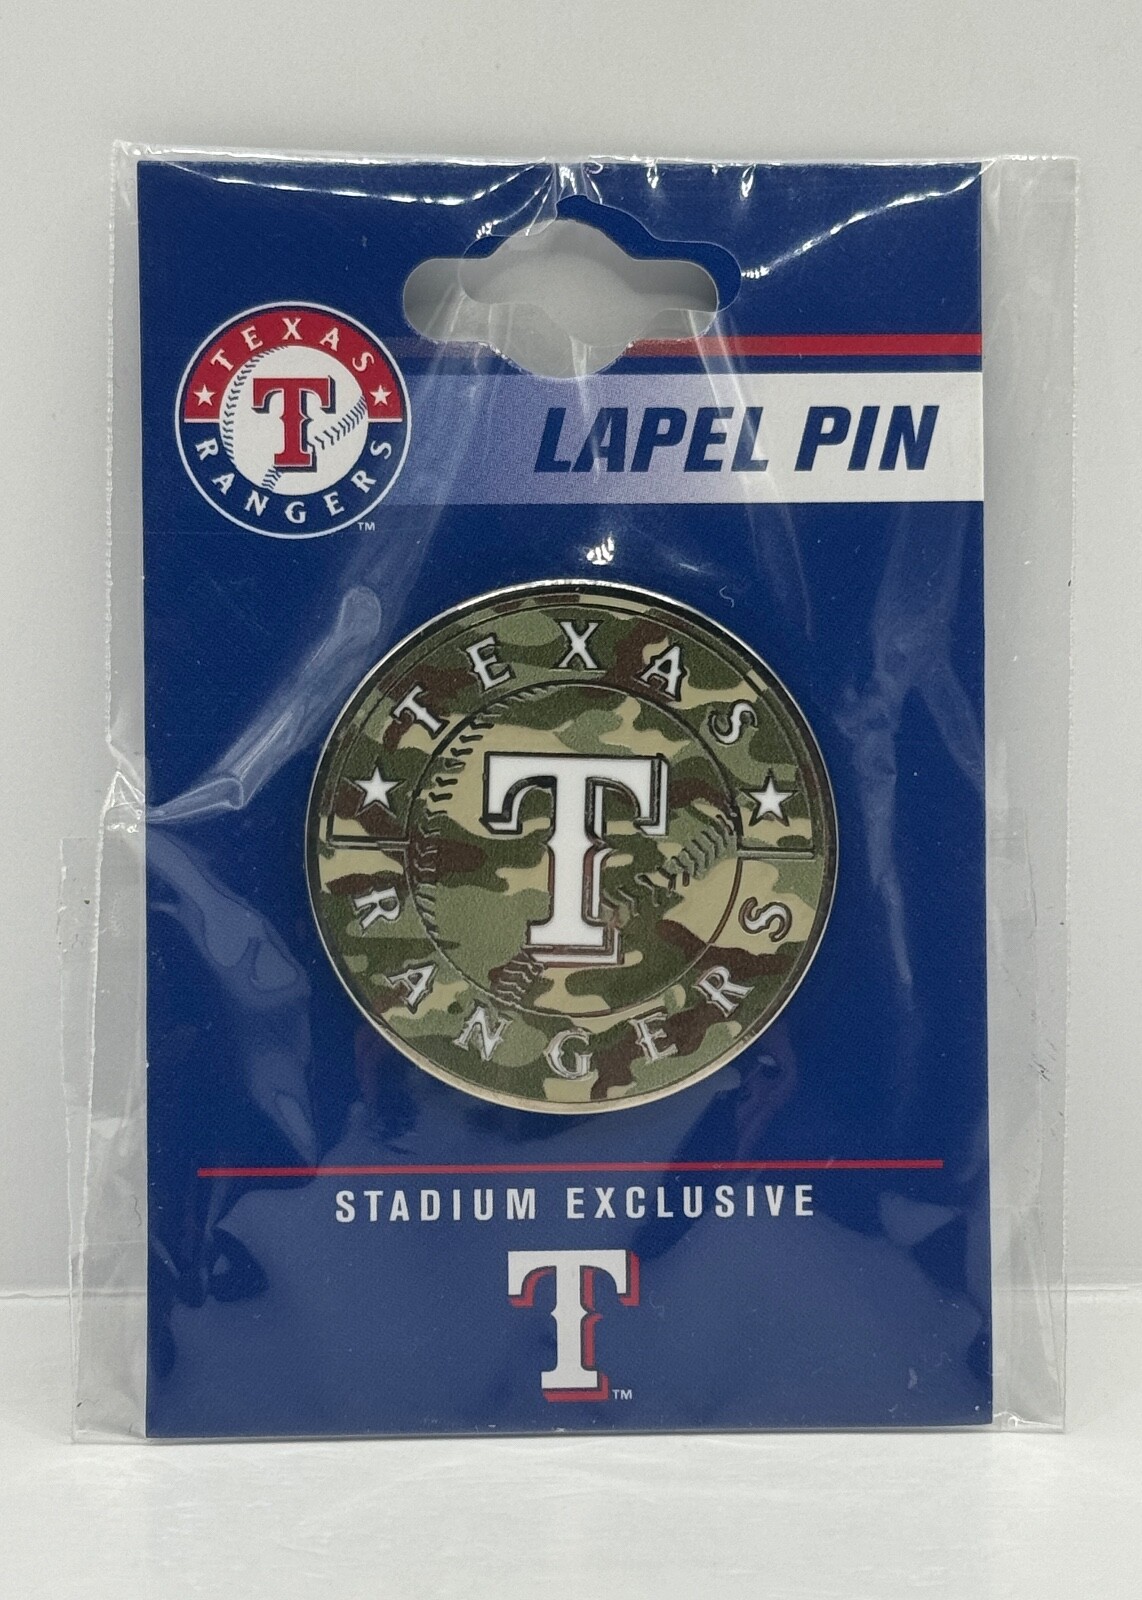 TEXAS
T
RANGERS
TM
LAPEL PIN
TEXAS
T
RANGERS
STADIUM EXCLUSIVE
T
TM